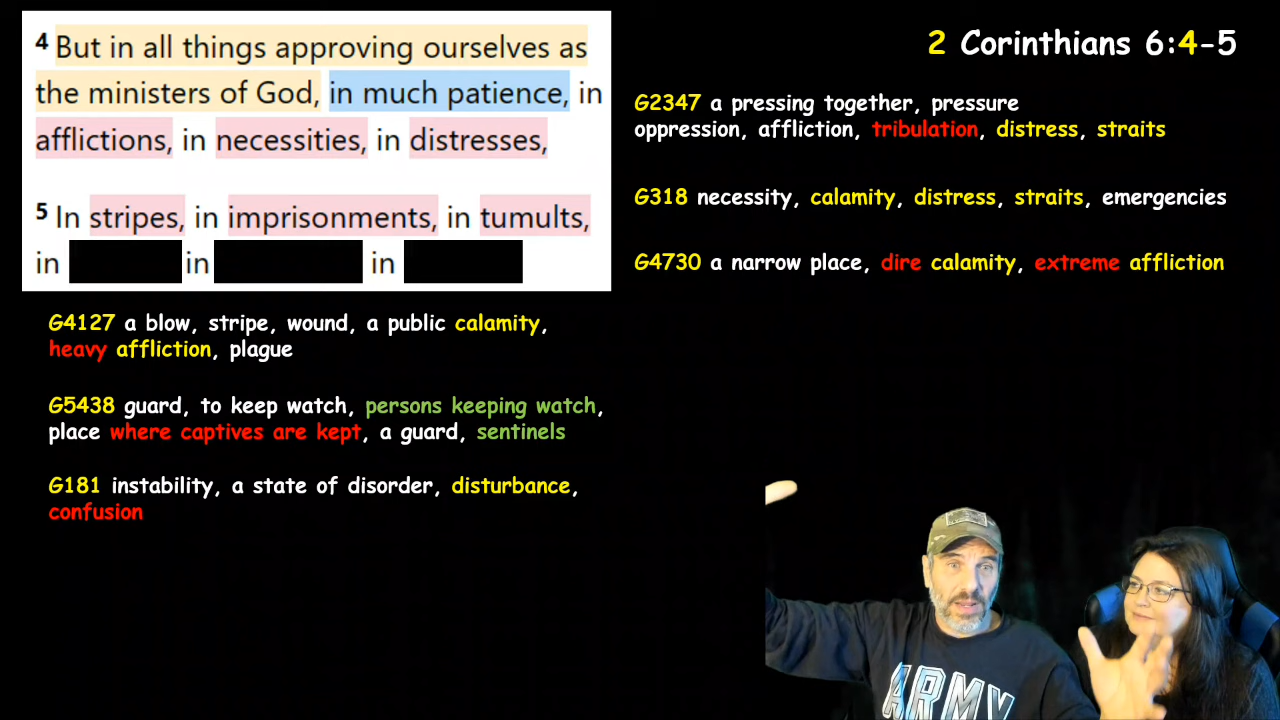 4 But in all things approving ourselves as
the ministers of God, in much patience, in
afflictions, in necessities, in distresses,
5 In stripes, in imprisonments, in tumults,
in in in
2 Corinthians 6:4-5
G2347 a pressing together, pressure
oppression, affliction, tribulation, distress, straits
G318 necessity, calamity, distress, straits, emergencies
G4730 a narrow place, dire calamity, extreme affliction
G4127 a blow, stripe, wound, a public calamity,
heavy affliction, plague
G5438 guard, to keep watch, persons keeping watch,
place where captives are kept, a guard, sentinels
G181 instability, a state of disorder, disturbance,
confusion
ARMY